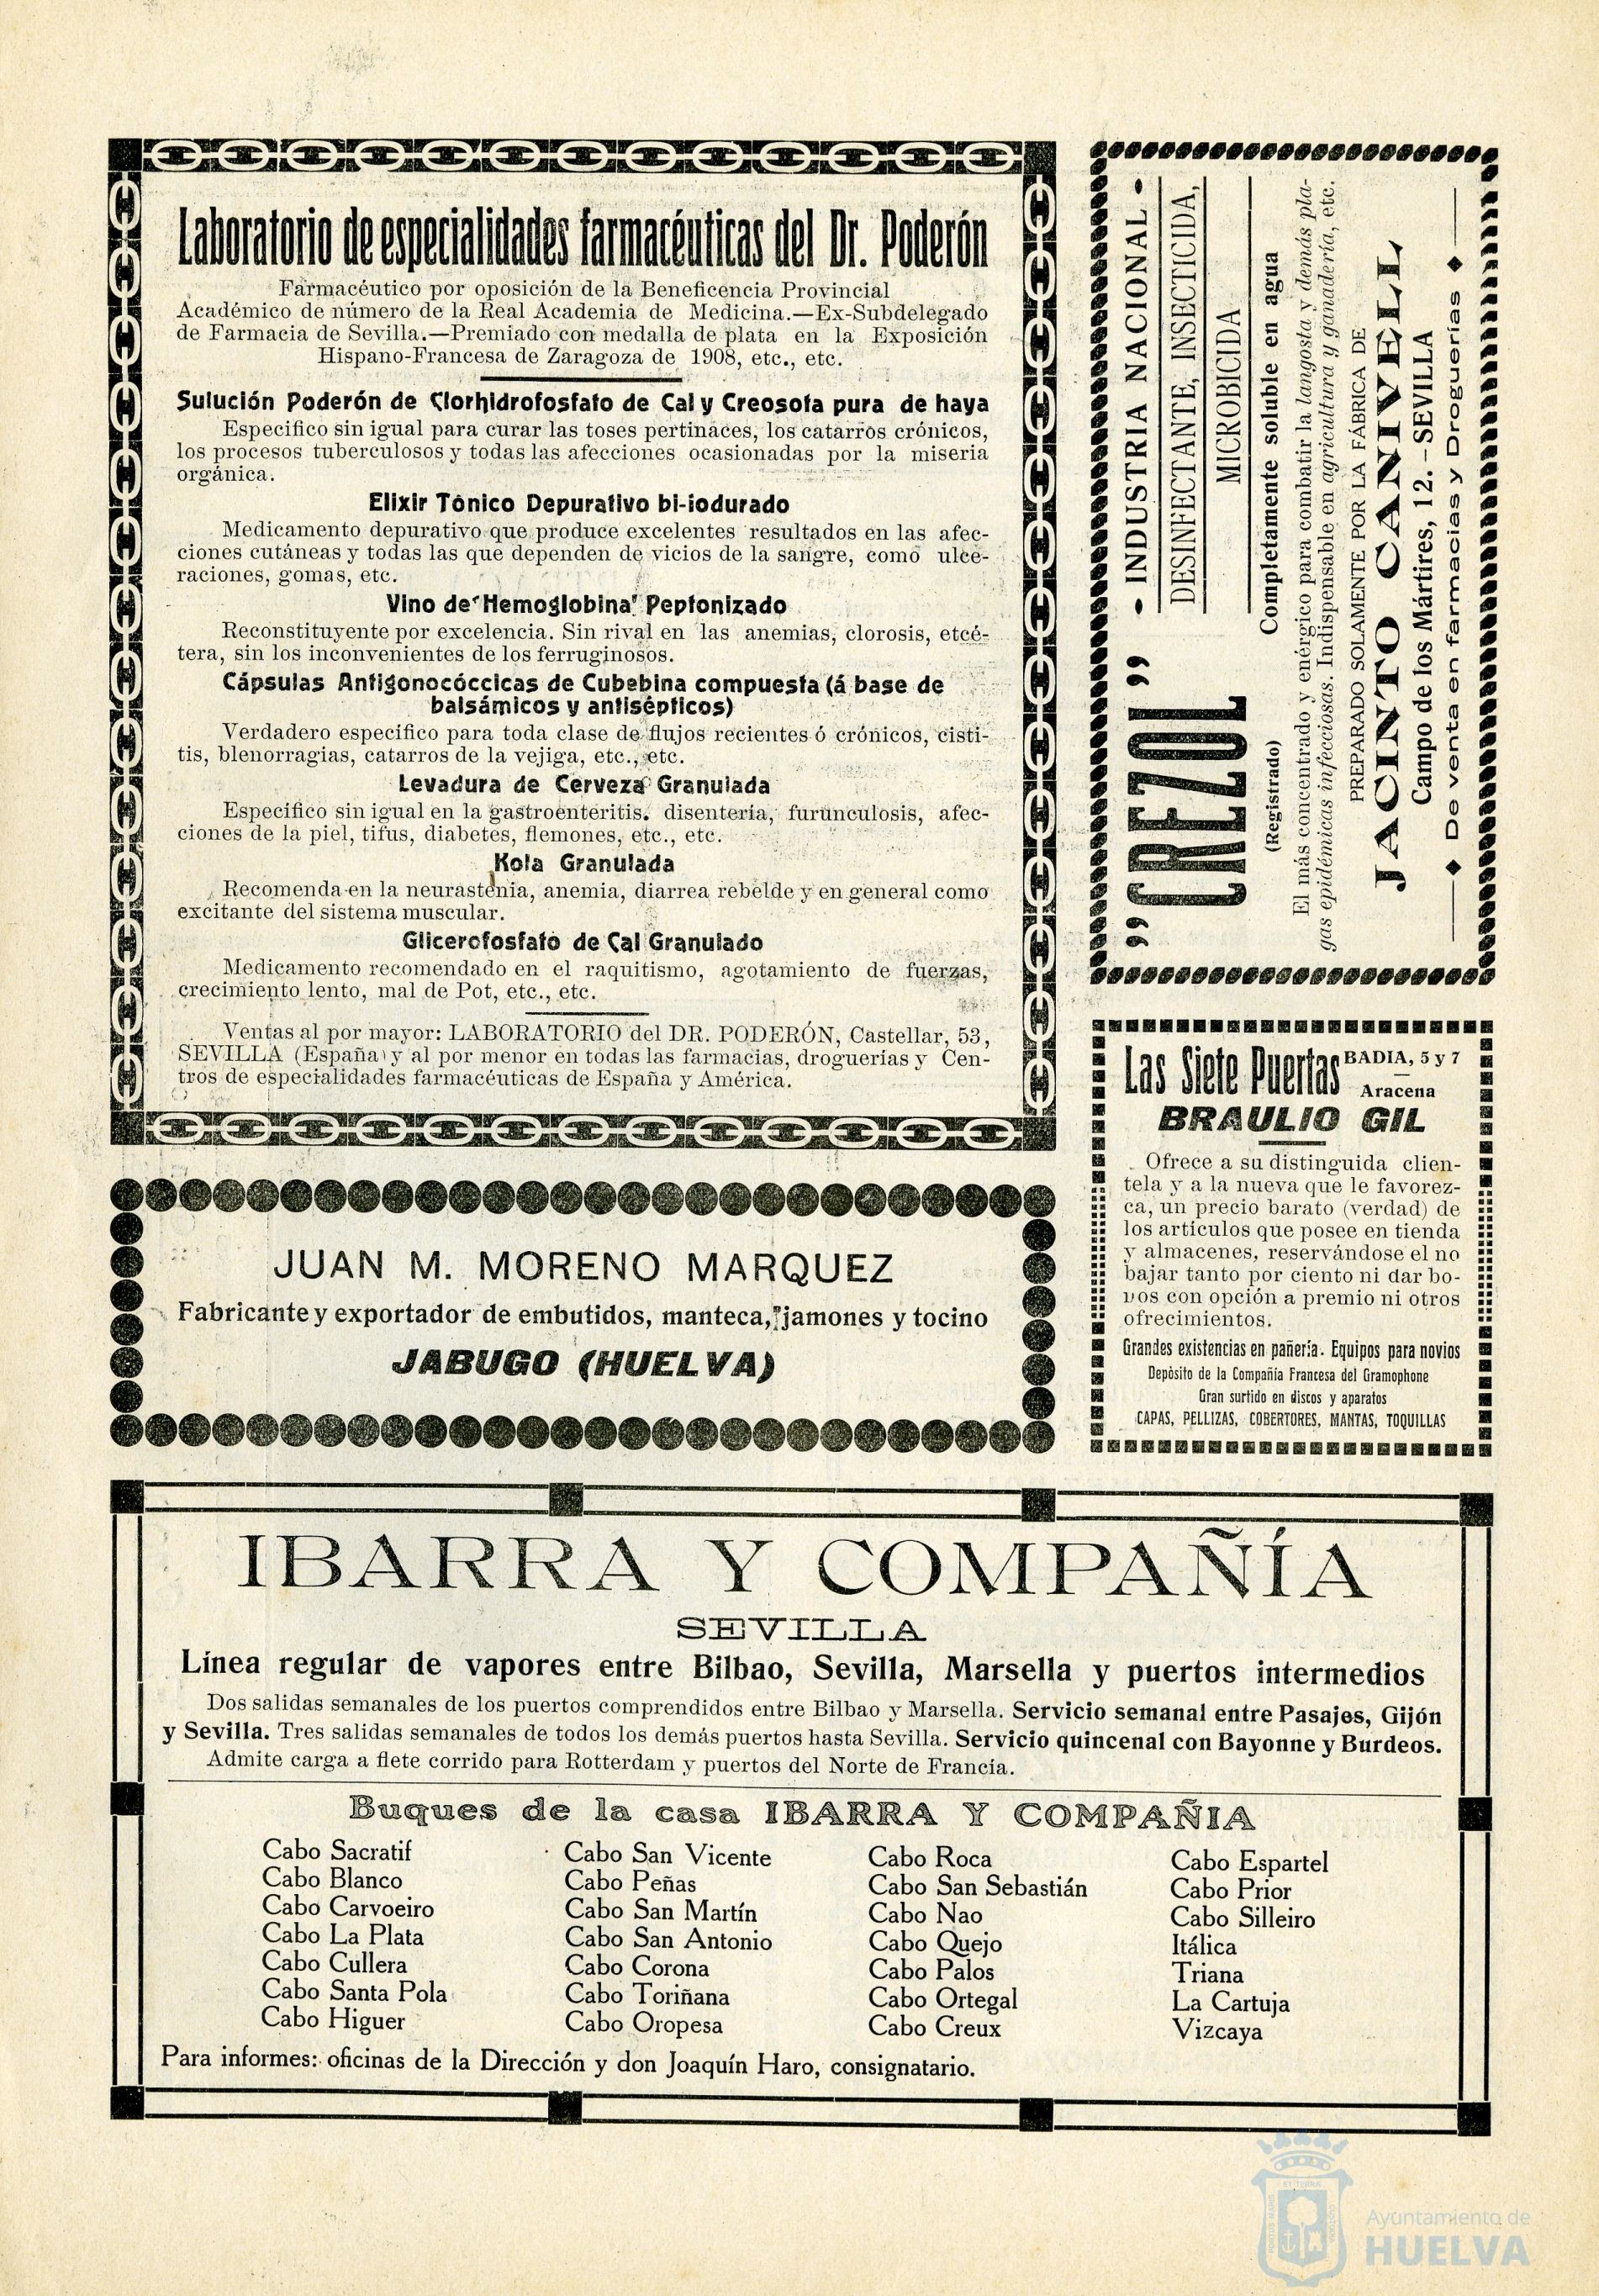 Laboratorio de especialidades farmacéuticas del Dr. Poderón
Farmacéutico por oposición de la Beneficencia Provincial
Académico de número de la Real Academia de Medicina.—Ex-Subdelegado
de Farmacia de Sevilla.—Premiado con medalla de plata en la Exposición
Hispano-Francesa de Zaragoza de 1908, etc., etc.
Sulución Poderón de Clorhidrofosfato de Cal y Creosota pura de haya
Especifico sin igual para curar las toses pertinaces, los catarros crónicos,
los procesos tuberculosos y todas las afecciones ocasionadas por la miseria
orgánica.
Elixir Tónico Depurativo bi-iodurado
Medicamento depurativo que produce excelentes resultados en las afec-
ciones cutáneas y todas las que dependen de vicios de la sangre, como ulce-
raciones, gomas, etc.
Vino de "Hemoglobina" Peptonizado
Reconstituyente por excelencia. Sin rival en las anemias, clorosis, etcé-
tera, sin los inconvenientes de los ferruginosos.
Cápsulas Antigonocóccicas de Cubebina compuesta (á base de
balsámicos y antisépticos)
Verdadero especifico para toda clase de flujos recientes ó crónicos, cisti-
tis, blenorragias, catarros de la vejiga, etc., etc.
Levadura de Cerveza Granulada
Especifico sin igual en la gastroenteritis. disentería, furunculosis, afec-
ciones de la piel, tifus, diabetes, flemones, etc., etc.
Kola Granulada
Recomenda en la neurastenia, anemia, diarrea rebelde y en general como
excitante del sistema muscular.
Glicerofosfato de Cal Granulado
Medicamento recomendado en el raquitismo, agotamiento de fuerzas,
crecimiento lento, mal de Pot, etc., etc.
Ventas al por mayor: LABORATORIO del DR. PODERÓN, Castellar, 53,
SEVILLA (España) y al por menor en todas las farmacias, droguerías y Cen-
tros de especialidades farmacéuticas de España y América.
"CREZOL"
(Registrado)
- INDUSTRIA NACIONAL -
DESINFECTANTE, INSECTICIDA,
MICROBICIDA
Completamente soluble en agua
El más concentrado y enérgico para combatir la langosta y demás pla-
gas epidémicas infecciosas. Indispensable en agricultura y ganadería, etc.
PREPARADO SOLAMENTE POR LA FÁBRICA DE
JACINTO CANIVELL
Campo de los Mártires, 12.-SEVILLA
De venta en farmacias y Droguerías
Las Siete Puertas BADIA, 5 y 7
Aracena
BRAULIO GIL
Ofrece a su distinguida clien-
tela y a la nueva que le favorez-
ca, un precio barato (verdad) de
los artículos que posee en tienda
y almacenes, reservándose el no
bajar tanto por ciento ni dar bo-
nos con opción a premio ni otros
ofrecimientos.
Grandes existencias en pañería. Equipos para novios
Depósito de la Compañía Francesa del Gramophone
Gran surtido en discos y aparatos
CAPAS, PELLIZAS, COBERTORES, MANTAS, TOQUILLAS
JUAN M. MORENO MARQUEZ
Fabricante y exportador de embutidos, manteca, jamones y tocino
JABUGO (HUELVA)
IBARRA Y COMPAÑÍA
SEVILLA
Línea regular de vapores entre Bilbao, Sevilla, Marsella y puertos intermedios
Dos salidas semanales de los puertos comprendidos entre Bilbao y Marsella. Servicio semanal entre Pasajes, Gijón
y Sevilla. Tres salidas semanales de todos los demás puertos hasta Sevilla. Servicio quincenal con Bayonne y Burdeos.
Admite carga a flete corrido para Rotterdam y puertos del Norte de Francia.
Buques de la casa IBARRA Y COMPAÑIA
Cabo Sacratif
Cabo Blanco
Cabo Carvoeiro
Cabo La Plata
Cabo Cullera
Cabo Santa Pola
Cabo Higuer
Cabo San Vicente
Cabo Peñas
Cabo San Martín
Cabo San Antonio
Cabo Corona
Cabo Toriñana
Cabo Oropesa
Cabo Roca
Cabo San Sebastián
Cabo Nao
Cabo Quejo
Cabo Palos
Cabo Ortegal
Cabo Creux
Cabo Espartel
Cabo Prior
Cabo Silleiro
Itálica
Triana
La Cartuja
Vizcaya
Para informes: oficinas de la Dirección y don Joaquín Haro, consignatario.
Ayuntamiento de
HUELVA